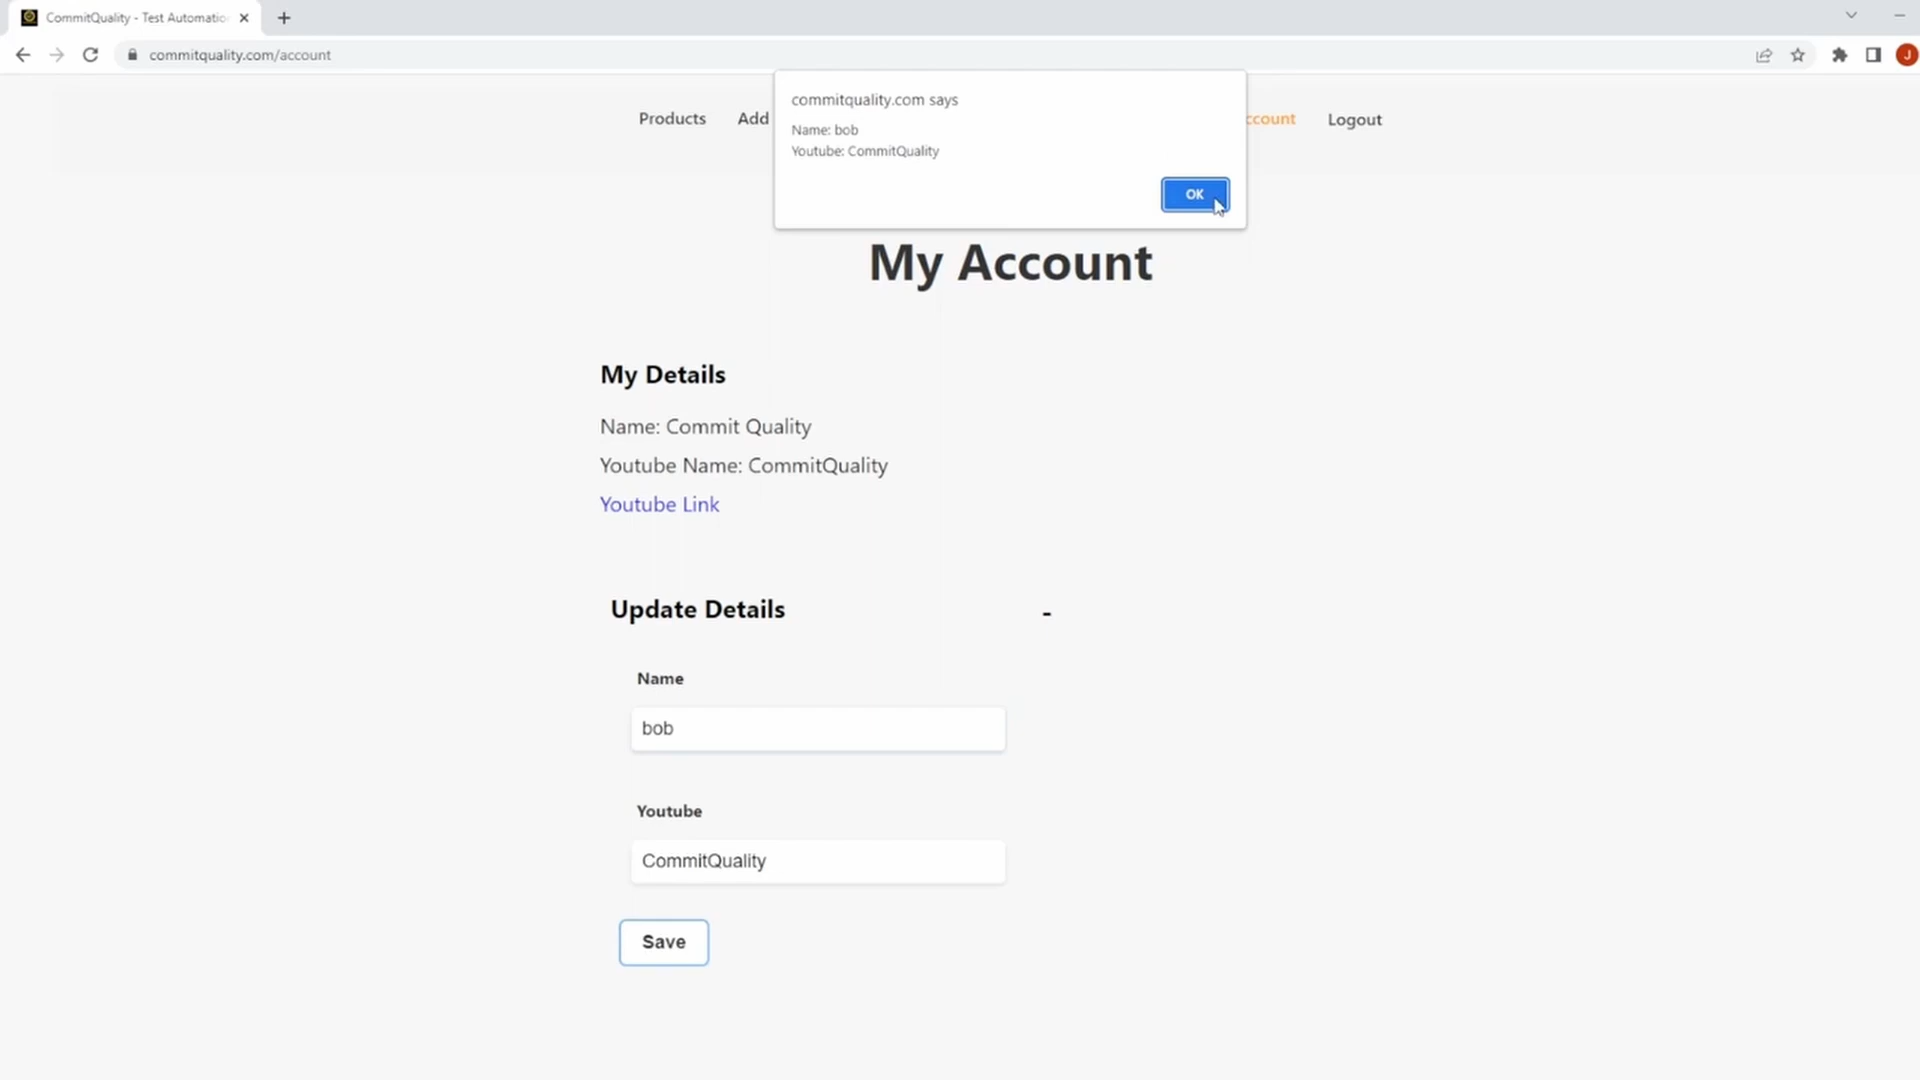 CommitQuality - Test Automatio
commitquality.com/account
J
commitquality.com says
Name: bob
Youtube: CommitQuality
OK
Products Add ccount Logout
My Account
My Details
Name: Commit Quality
Youtube Name: CommitQuality
Youtube Link
Update Details -
Name
bob
Youtube
CommitQuality
Save